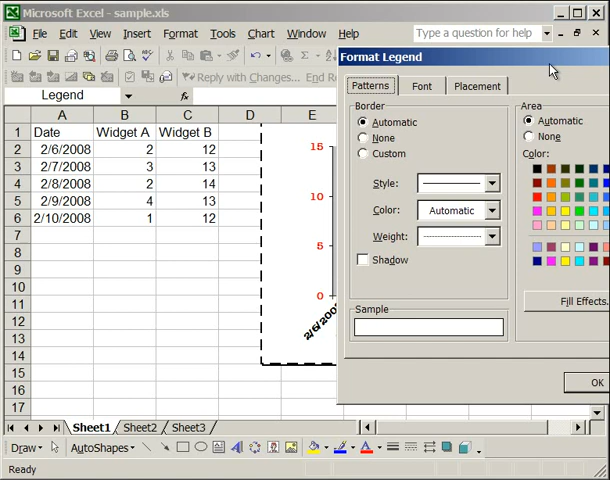 Microsoft Excel - sample.xls
File Edit View Insert Format Tools Chart Window Help
Type a question for help
Reply with Changes... End Re
Format Legend
Legend
fx
Patterns Font Placement
A B C D E
1 Date Widget A Widget B
2 2/6/2008 2 12
3 2/7/2008 3 13
4 2/8/2008 2 14
5 2/9/2008 4 13
6 2/10/2008 1 12
7
8
9
10
11
12
13
14
15
16
17
15
10
5
0
2/6/200
Border
Automatic
None
Custom
Style:
Color: Automatic
Weight:
Shadow
Area
Automatic
None
Color:
Fill Effects.
Sample
OK
Sheet1 Sheet2 Sheet3
Draw AutoShapes
Ready